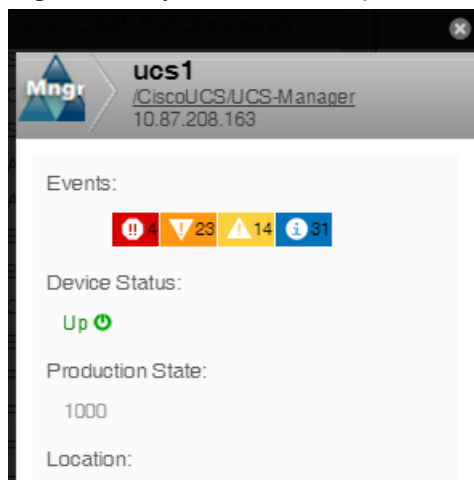 ucs1
Mngr
/CiscoUCS/UCS-Manager
10.87.208.163
Events:
4 23 14 31
Device Status:
Up
Production State:
1000
Location: